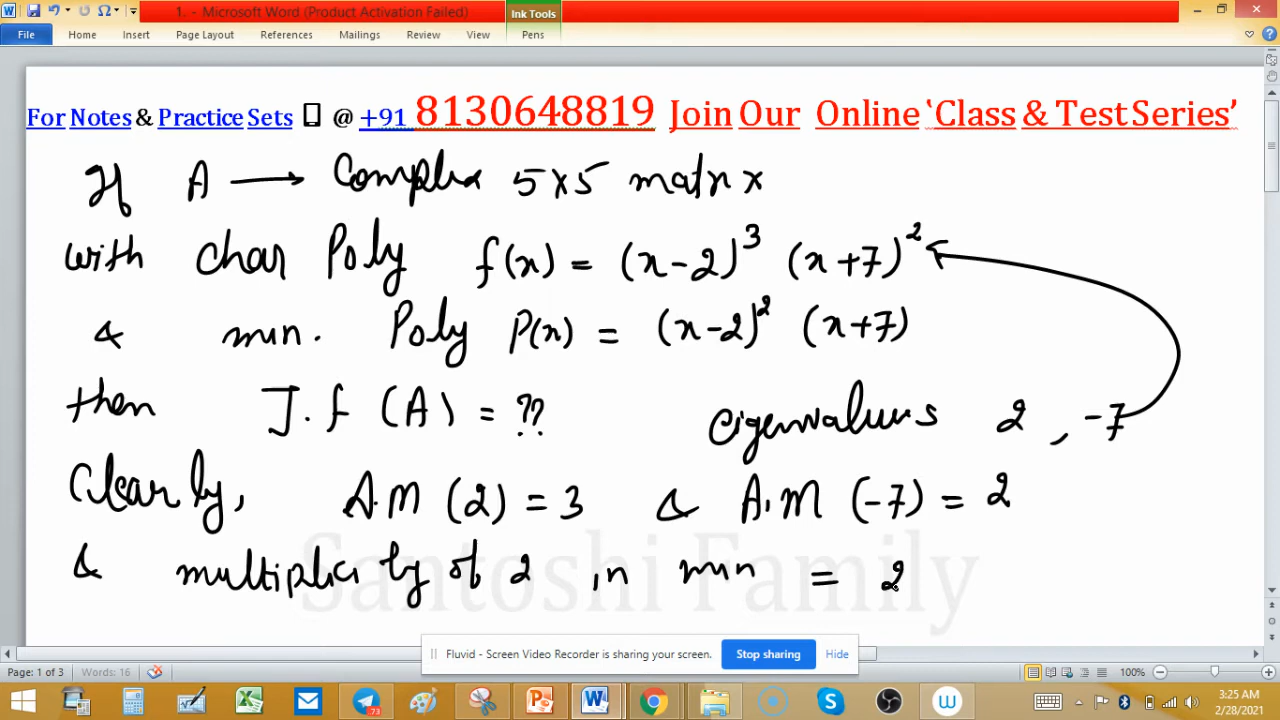 1. - Microsoft Word (Product Activation Failed)
Ink Tools
File Home Insert Page Layout References Mailings Review View Pens
For Notes & Practice Sets @ +91 8130648819 Join Our Online 'Class & Test Series'
If A → Complex 5x5 matrix
with char Poly f(x) = (x-2)³ (x+7)²
& min. Poly P(x) = (x-2)² (x+7)
then J.f (A) = ??
eigenvalues 2, -7
Clearly, A.M (2) = 3 & A.M (-7) = 2
& multiplicity of 2 in min = 2
Santoshi Family
Fluvid - Screen Video Recorder is sharing your screen. Stop sharing Hide
Page: 1 of 3 Words: 16 100%
73
3:25 AM
2/28/2021